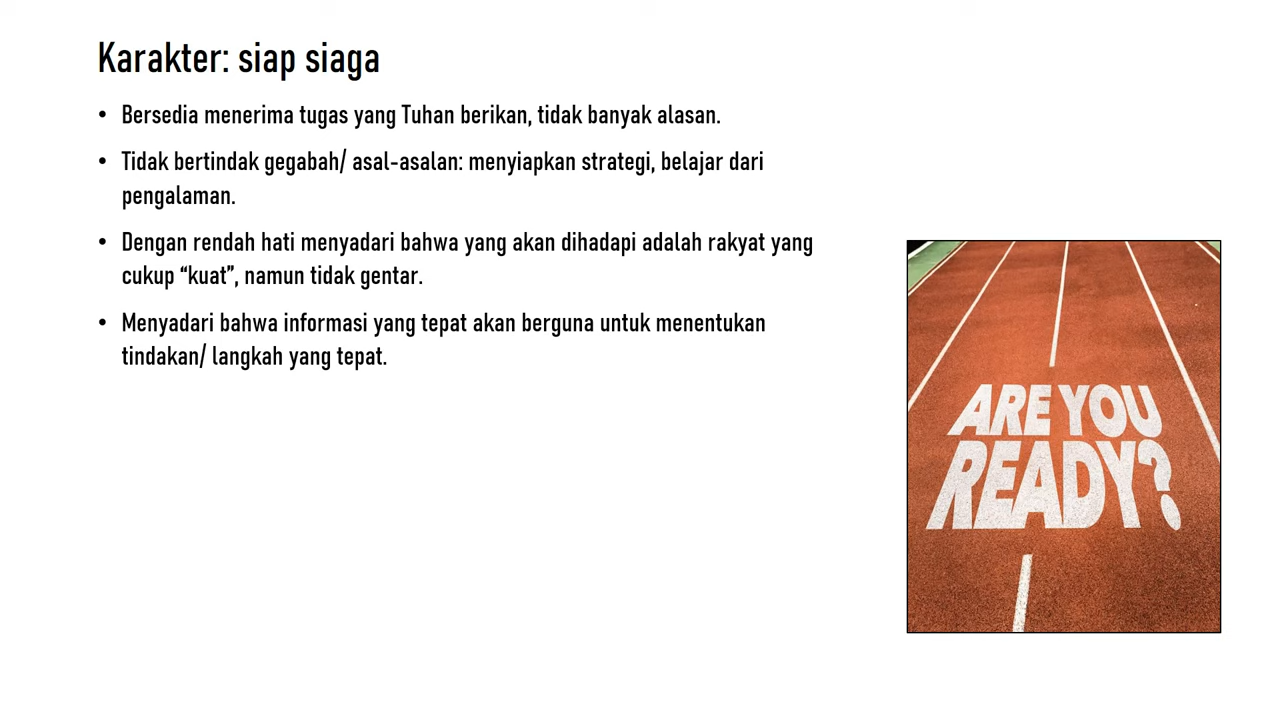 Karakter: siap siaga
• Bersedia menerima tugas yang Tuhan berikan, tidak banyak alasan.
• Tidak bertindak gegabah/ asal-asalan: menyiapkan strategi, belajar dari
pengalaman.
• Dengan rendah hati menyadari bahwa yang akan dihadapi adalah rakyat yang
cukup “kuat”, namun tidak gentar.
• Menyadari bahwa informasi yang tepat akan berguna untuk menentukan
tindakan/ langkah yang tepat.
ARE YOU
READY?